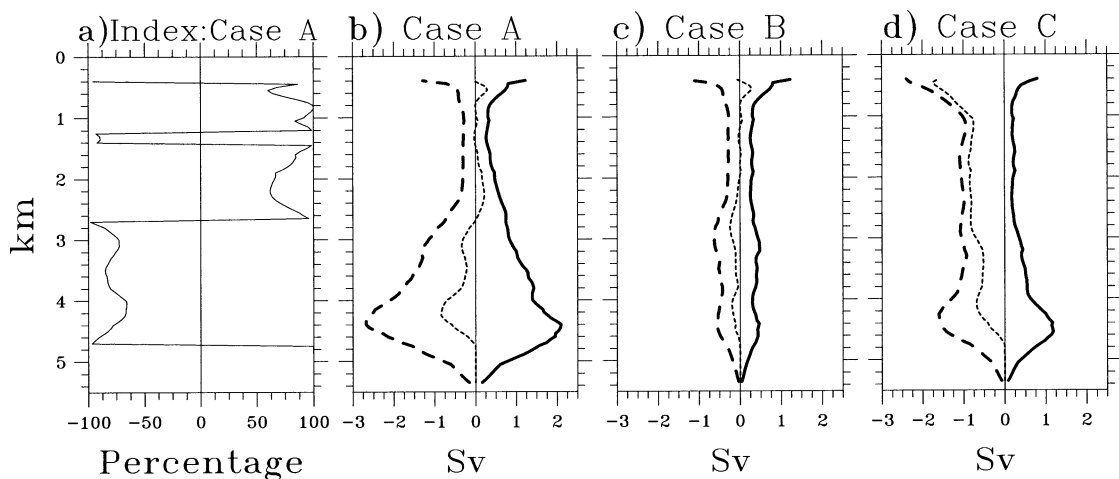 a)Index:Case A
b) Case A
c) Case B
d) Case C
km
0
1
2
3
4
5
-100 -50 0 50 100
-3 -2 -1 0 1 2
-3 -2 -1 0 1 2
-3 -2 -1 0 1 2
Percentage
Sv
Sv
Sv